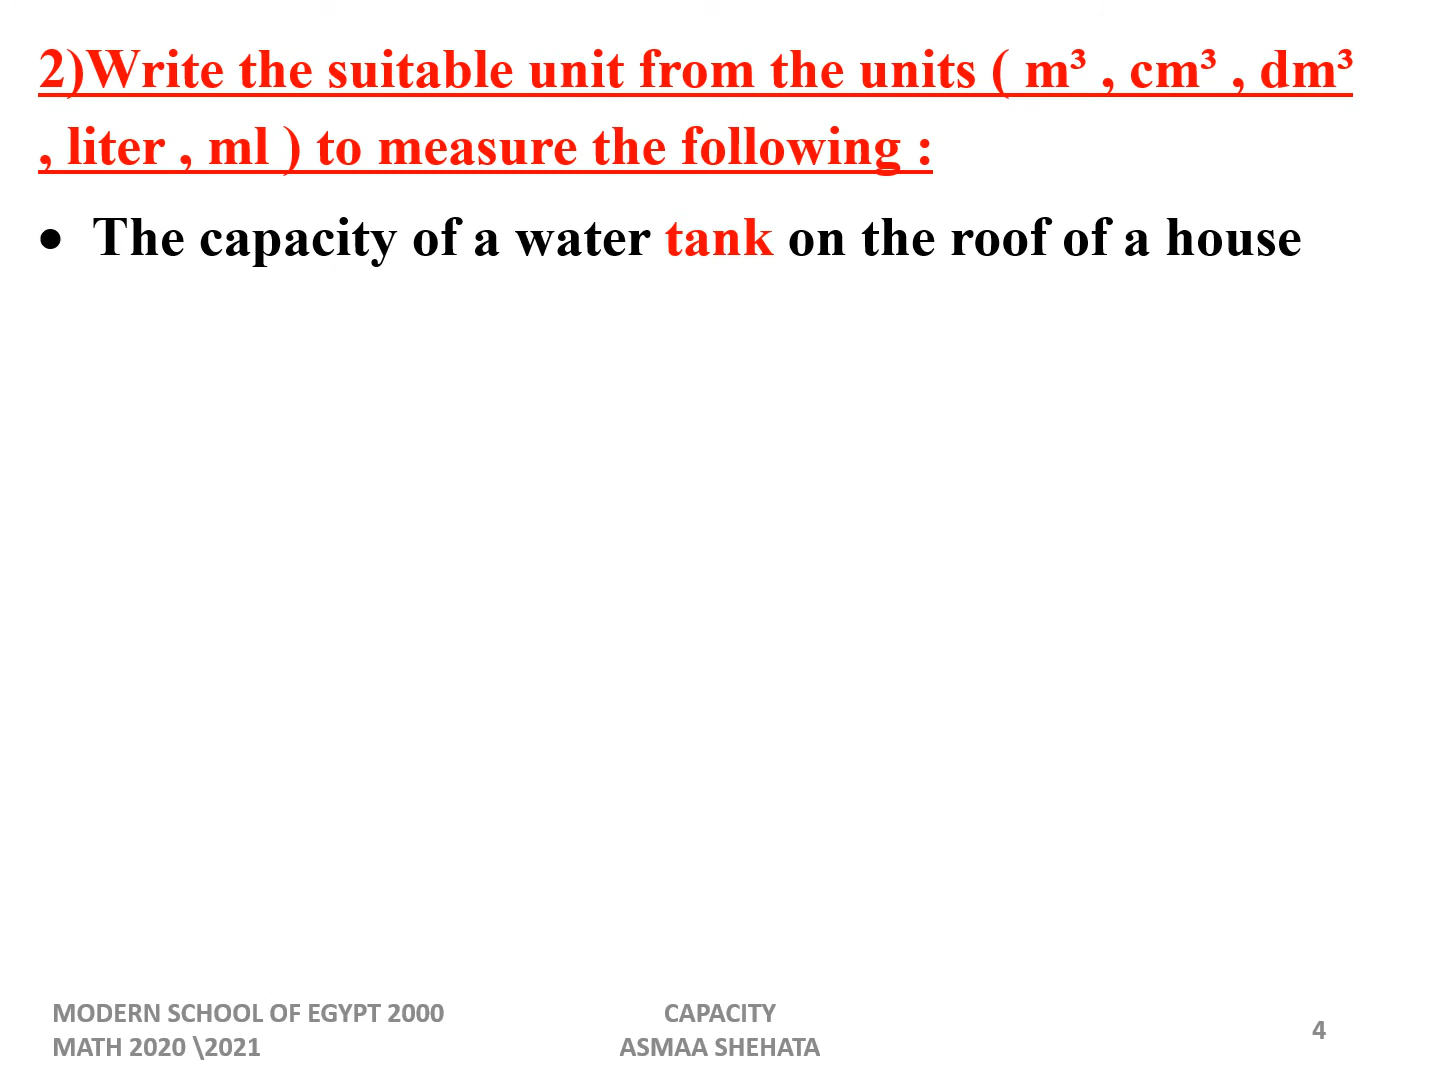 2)Write the suitable unit from the units ( m³ , cm³ , dm³
, liter , ml ) to measure the following :
• The capacity of a water tank on the roof of a house
MODERN SCHOOL OF EGYPT 2000
MATH 2020 \2021
CAPACITY
ASMAA SHEHATA
4